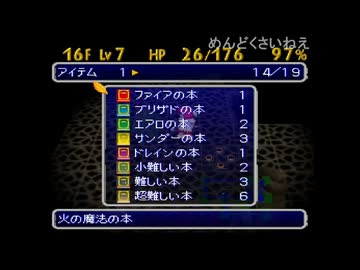 めんどくさいねえ
16F Lv7 HP 26/176 97%
アイテム 1 14/19
ファイアの本 1
ブリザドの本 1
エアロの本 2
サンダーの本 3
ドレインの本 1
小難しい本 2
難しい本 3
超難しい本 6
火の魔法の本